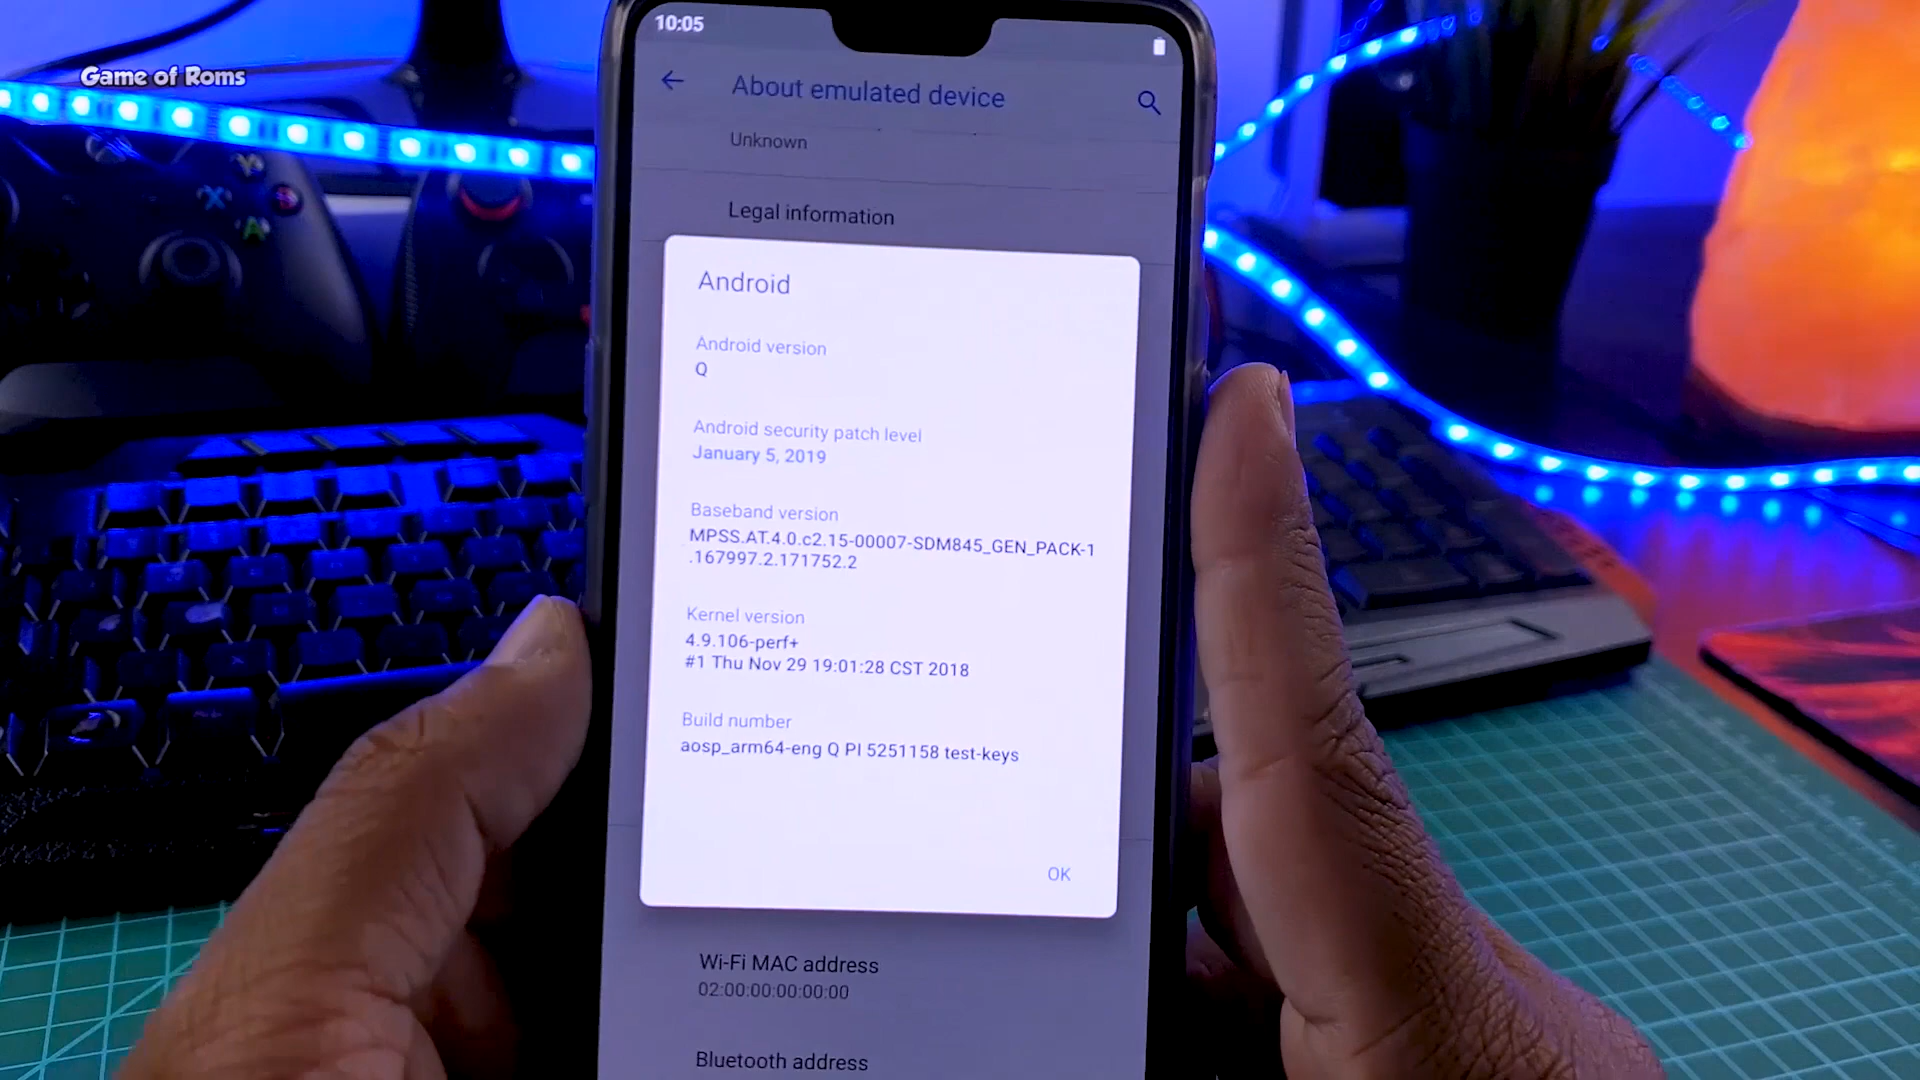 Game of Roms
10:05
About emulated device
Unknown
Legal information
Android
Android version
Q
Android security patch level
January 5, 2019
Baseband version
MPSS.AT.4.0.c2.15-00007-SDM845_GEN_PACK-1
.167997.2.171752.2
Kernel version
4.9.106-perf+
#1 Thu Nov 29 19:01:28 CST 2018
Build number
aosp_arm64-eng Q PI 5251158 test-keys
OK
Wi-Fi MAC address
02:00:00:00:00:00
Bluetooth address
Y
X
A